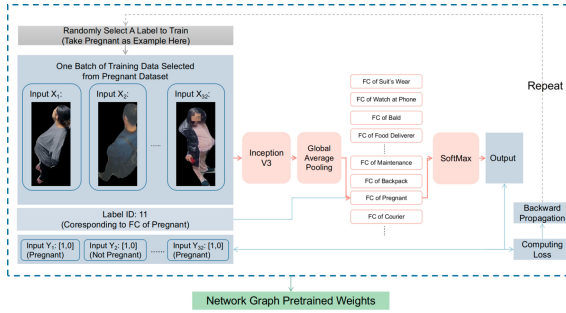 Randomly Select A Label to Train
(Take Pregnant as Example Here)
One Batch of Training Data Selected
from Pregnant Dataset
Input X1:
Input X2:
Input X32:
......
Inception
V3
Global
Average
Pooling
FC of Suit's Wear
FC of Watch at Phone
FC of Bald
FC of Food Deliverer
FC of Maintenance
FC of Backpack
FC of Pregnant
FC of Courier
SoftMax
Output
Repeat
Label ID: 11
(Coresponding to FC of Pregnant)
Input Y1: [1,0]
(Pregnant)
Input Y2: [1,0]
(Not Pregnant)
.......
Input Y32: [1,0]
(Pregnant)
Backward
Propagation
Computing
Loss
Network Graph Pretrained Weights